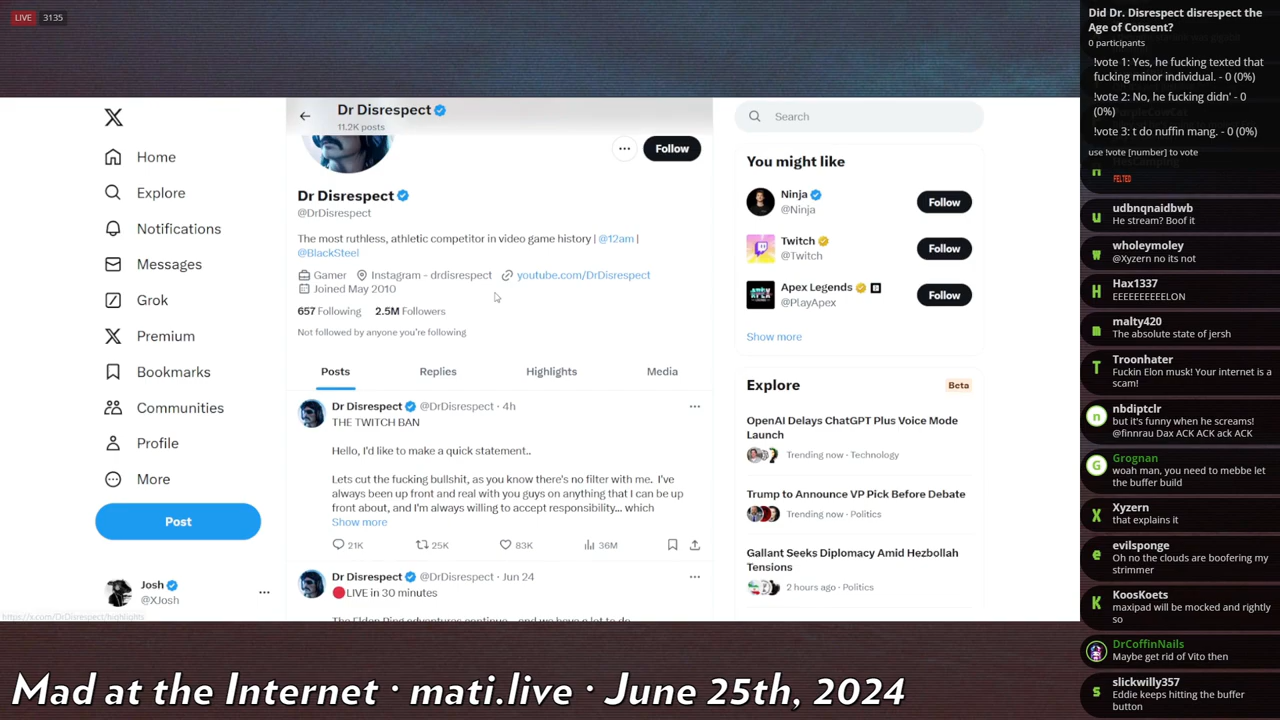 LIVE 3135
Dr Disrespect
11.2K posts
Follow
Dr Disrespect
@DrDisrespect
The most ruthless, athletic competitor in video game history | @12am |
@BlackSteel
Gamer Instagram - drdisrespect youtube.com/DrDisrespect
Joined May 2010
657 Following 2.5M Followers
Not followed by anyone you're following
Posts Replies Highlights Media
Dr Disrespect @DrDisrespect · 4h
THE TWITCH BAN
Hello, I'd like to make a quick statement..
Lets cut the fucking bullshit, as you know there's no filter with me. I've
always been up front and real with you guys on anything that I can be up
front about, and I'm always willing to accept responsibility... which
Show more
21K 25K 83K 36M
Dr Disrespect @DrDisrespect · Jun 24
LIVE in 30 minutes
The Elden Ring adventures continue
Home
Explore
Notifications
Messages
Grok
Premium
Bookmarks
Communities
Profile
More
Post
Josh
@XJosh
https://x.com/DrDisrespect/highlights
Search
You might like
Ninja
@Ninja
Follow
Twitch
@Twitch
Follow
Apex Legends
@PlayApex
Follow
Show more
Explore Beta
OpenAI Delays ChatGPT Plus Voice Mode
Launch
Trending now · Technology
Trump to Announce VP Pick Before Debate
Trending now · Politics
Gallant Seeks Diplomacy Amid Hezbollah
Tensions
2 hours ago · Politics
Did Dr. Disrespect disrespect the
Age of Consent?
0 participants
!vote 1: Yes, he fucking texted that
fucking minor individual. - 0 (0%)
!vote 2: No, he fucking didn' - 0
(0%)
!vote 3: t do nuffin mang. - 0 (0%)
use !vote [number] to vote
FELTED
udbnqnaidbwb
He stream? Boof it
wholeymoley
@Xyzern no its not
Hax1337
EEEEEEEEEELON
malty420
The absolute state of jersh
Troonhater
Fuckin Elon musk! Your internet is a
scam!
nbdiptclr
but it's funny when he screams!
@finnrau Dax ACK ACK ack ACK
Grognan
woah man, you need to mebbe let
the buffer build
Xyzern
that explains it
evilsponge
Oh no the clouds are boofering my
strimmer
KoosKoets
maxipad will be mocked and rightly
so
DrCoffinNails
Maybe get rid of Vito then
slickwilly357
Eddie keeps hitting the buffer
button
Mad at the Internet · mati.live · June 25th, 2024